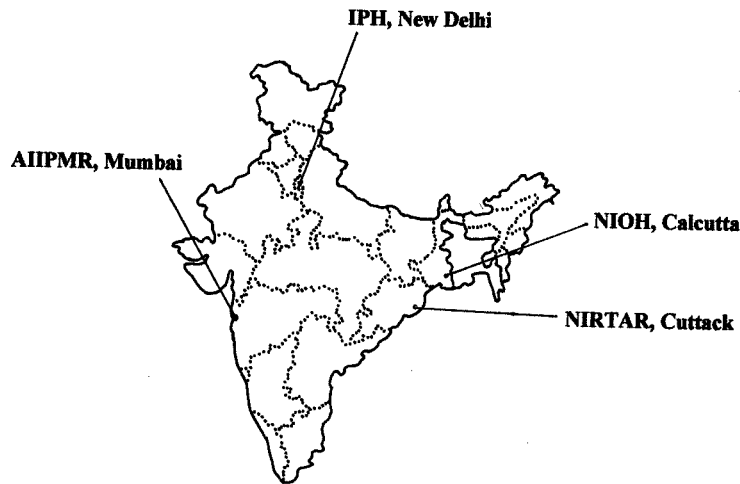 IPH, New Delhi
AIIPMR, Mumbai
NIOH, Calcutta
NIRTAR, Cuttack